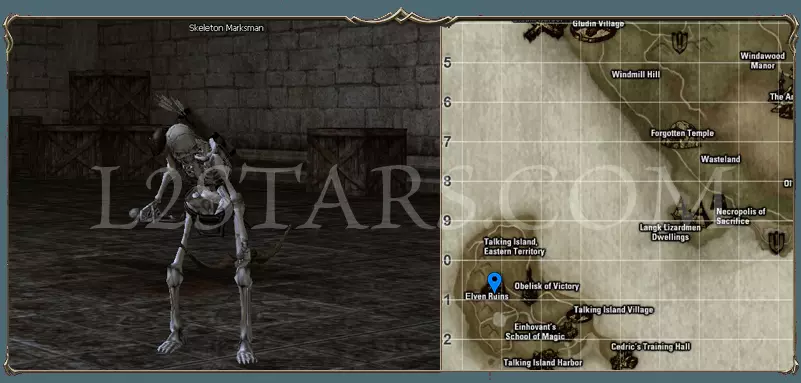 Skeleton Marksman
Gludin Village
Windawood
Manor
5
Windmill Hill
6
7
Forgotten Temple
Wasteland
8
9
Necropolis of
Sacrifice
Langk Lizardmen
Dwellings
L2STARS.COM
Talking Island,
Eastern Territory
0
Obelisk of Victory
Elven Ruins
1
Talking Island Village
Einhovant's
School of Magic
2
Cedric's Training Hall
Talking Island Harbor